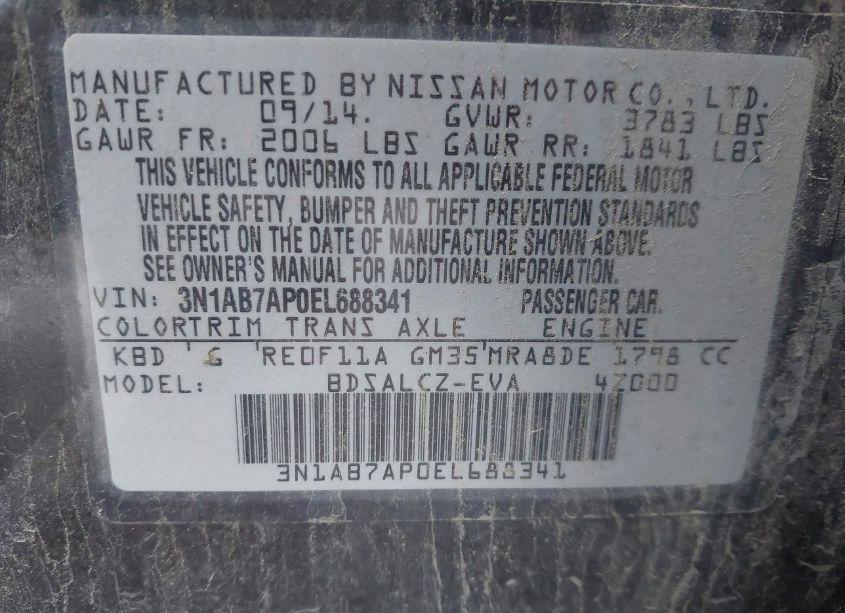 MANUFACTURED BY NISSAN MOTOR CO., LTD.
DATE: 09/14. GVWR: 3783 LBS
GAWR FR: 2006 LBS GAWR RR: 1841 LBS
THIS VEHICLE CONFORMS TO ALL APPLICABLE FEDERAL MOTOR
VEHICLE SAFETY, BUMPER AND THEFT PREVENTION STANDARDS
IN EFFECT ON THE DATE OF MANUFACTURE SHOWN ABOVE.
SEE OWNER'S MANUAL FOR ADDITIONAL INFORMATION.
VIN: 3N1AB7AP0EL688341 PASSENGER CAR.
COLORTRIM TRANS AXLE ENGINE
KBD G RE0F11A GM35 MRA8DE 1798 CC
MODEL: BDSALCZ-EVA 4Z000
3N1AB7AP0EL688341